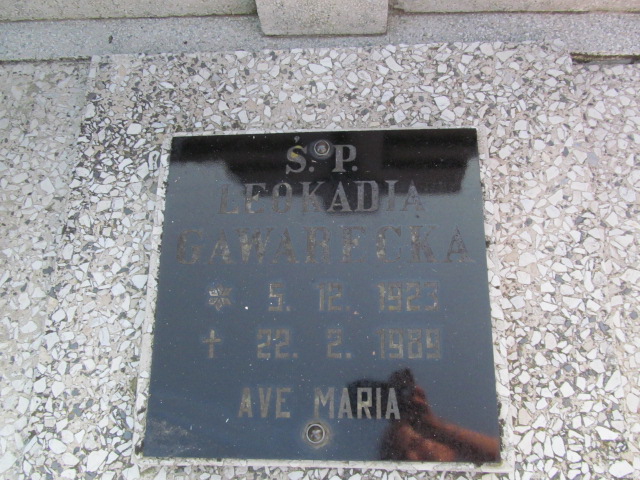 Ś. P.
LEOKADIA
GAWARECKA
* 5. 12. 1923
† 22. 2. 1989
AVE MARIA